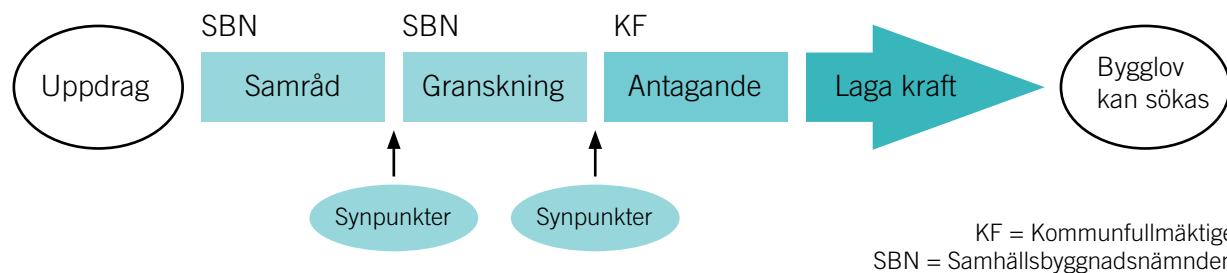 SBN
SBN
KF
Uppdrag
Samråd
Granskning
Antagande
Laga kraft
Bygglov
kan sökas
Synpunkter
Synpunkter
KF = Kommunfullmäktige
SBN = Samhällsbyggnadsnämnden